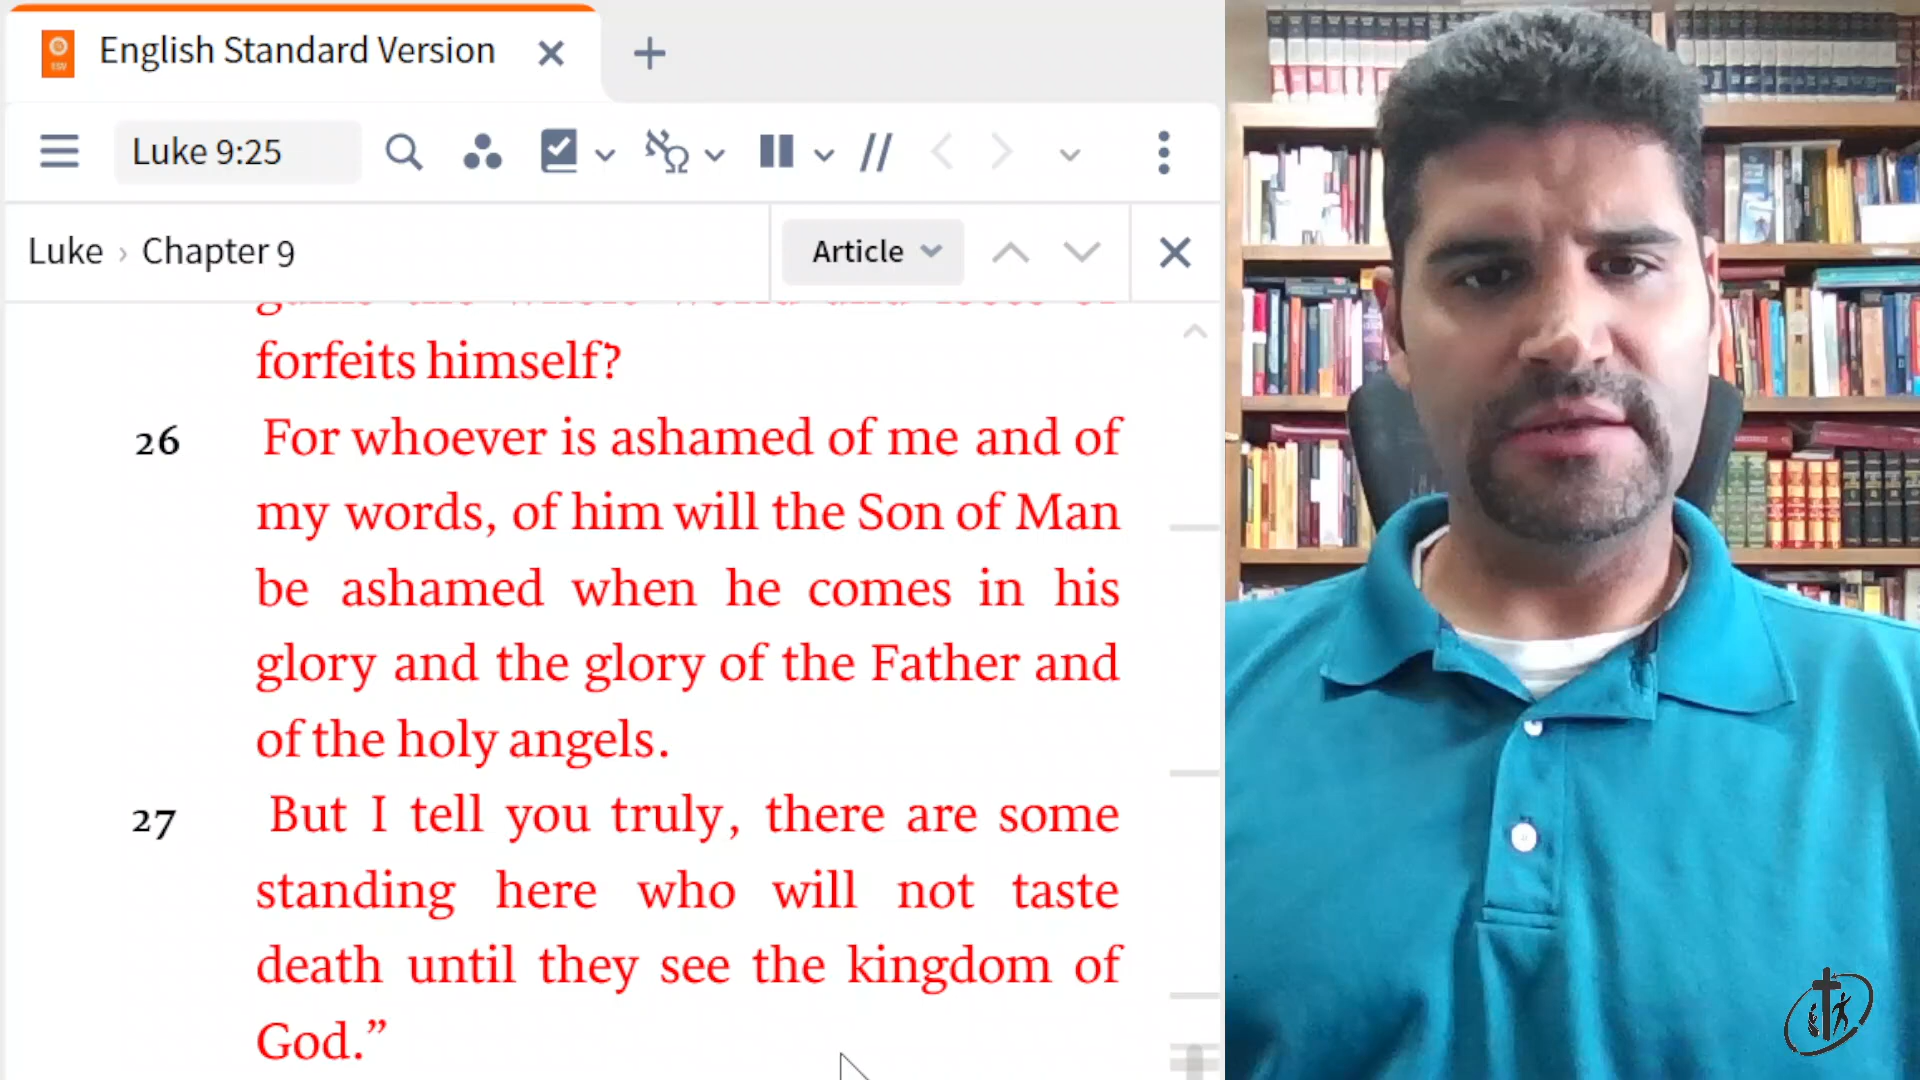 English Standard Version
Luke 9:25
Luke › Chapter 9
Article
forfeits himself?
26 For whoever is ashamed of me and of
my words, of him will the Son of Man
be ashamed when he comes in his
glory and the glory of the Father and
of the holy angels.
27 But I tell you truly, there are some
standing here who will not taste
death until they see the kingdom of
God.”